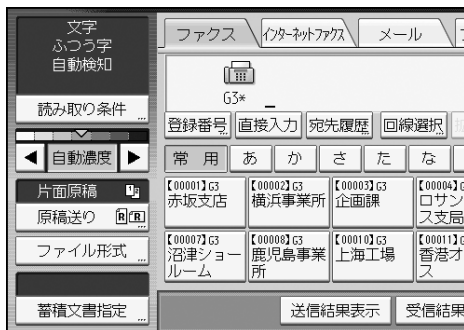 文字
ふつう字
自動検知
読み取り条件
自動濃度
片面原稿
原稿送り
ファイル形式
蓄積文書指定
ファクス
インターネットファクス
メール
G3*
登録番号
直接入力
宛先履歴
回線選択
常用
あ
か
さ
た
な
【00001】G3
赤坂支店
【00002】G3
横浜事業所
【00003】G3
企画課
【00004】G
ロサン
ス支局
【00007】G3
沼津ショー
ルーム
【00008】G3
鹿児島事業
所
【00010】G3
上海工場
【00011】G
香港オ
ス
送信結果表示
受信結果